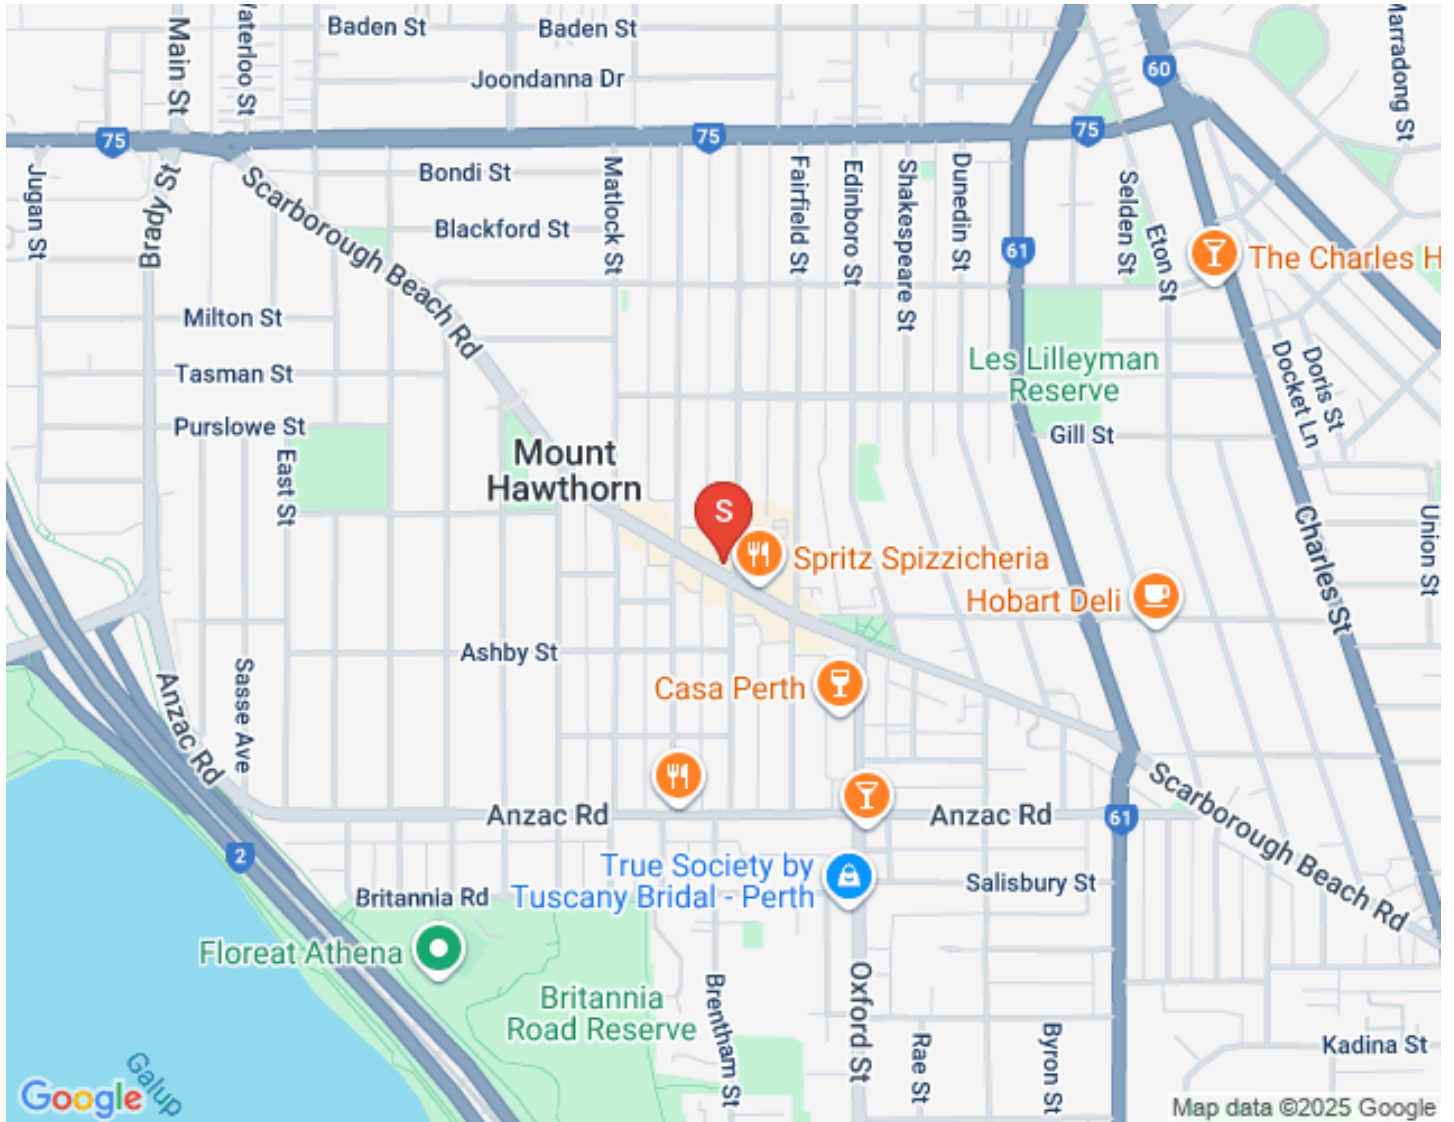 Baden St
Baden St
Main St
Waterloo St
Joondanna Dr
60
Marradong St
75
75
75
Jugan St
Brady St
Scarborough Beach Rd
Bondi St
Blackford St
Matlock St
Fairfield St
Edinboro St
Shakespeare St
Dunedin St
61
Selden St
Eton St
The Charles H
Milton St
Tasman St
Purslowe St
East St
Les Lilleyman
Reserve
Gill St
Doris St
Docket Ln
Mount
Hawthorn
S
Spritz Spizzicheria
Hobart Deli
Charles St
Union St
Ashby St
Casa Perth
Sasse Ave
Anzac Rd
Anzac Rd
Anzac Rd
61
Scarborough Beach Rd
2
True Society by
Tuscany Bridal - Perth
Salisbury St
Britannia Rd
Floreat Athena
Britannia
Road Reserve
Brentham St
Oxford St
Rae St
Byron St
Kadina St
Galup
Google
Map data ©2025 Google